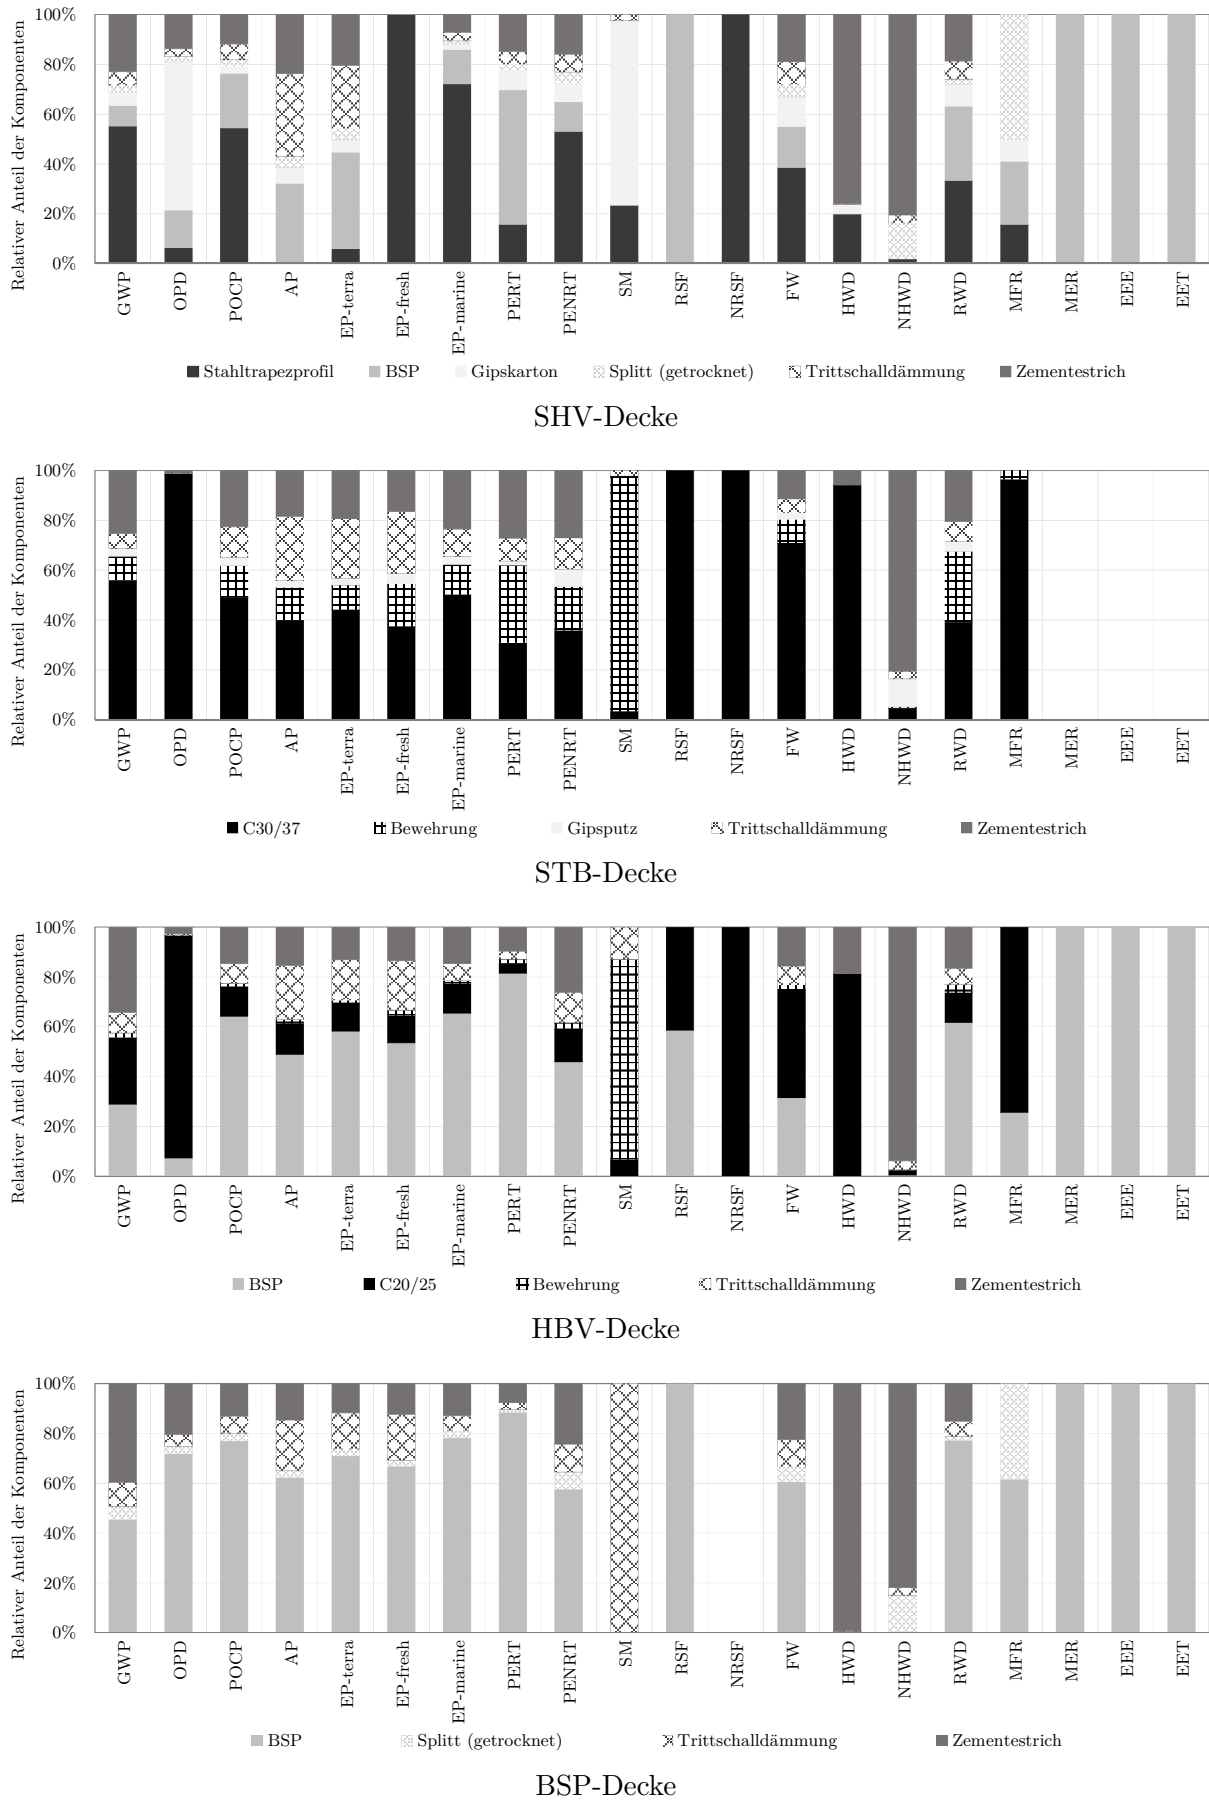 Relativer Anteil der Komponenten
100%
80%
60%
40%
20%
0%
GWP OPD POCP AP EP-terra EP-fresh EP-marine PERT PENRT SM RSF NRSF FW HWD NHWD RWD MFR MER EEE EET
Stahltrapezprofil BSP Gipskarton Splitt (getrocknet) Trittschalldämmung Zementestrich
SHV-Decke
Relativer Anteil der Komponenten
100%
80%
60%
40%
20%
0%
GWP OPD POCP AP EP-terra EP-fresh EP-marine PERT PENRT SM RSF NRSF FW HWD NHWD RWD MFR MER EEE EET
C30/37 Bewehrung Gipsputz Trittschalldämmung Zementestrich
STB-Decke
Relativer Anteil der Komponenten
100%
80%
60%
40%
20%
0%
GWP OPD POCP AP EP-terra EP-fresh EP-marine PERT PENRT SM RSF NRSF FW HWD NHWD RWD MFR MER EEE EET
BSP C20/25 Bewehrung Trittschalldämmung Zementestrich
HBV-Decke
Relativer Anteil der Komponenten
100%
80%
60%
40%
20%
0%
GWP OPD POCP AP EP-terra EP-fresh EP-marine PERT PENRT SM RSF NRSF FW HWD NHWD RWD MFR MER EEE EET
BSP Splitt (getrocknet) Trittschalldämmung Zementestrich
BSP-Decke